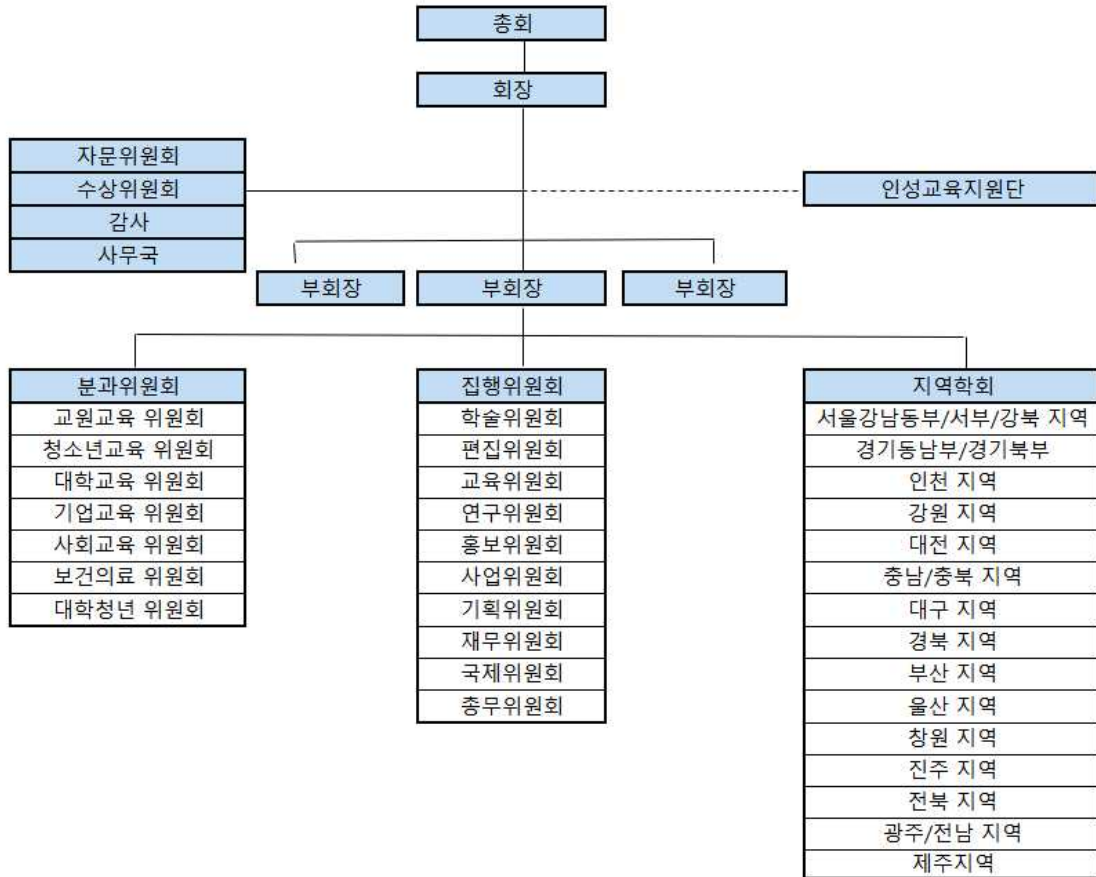 총회
회장
자문위원회
수상위원회
감사
사무국
인성교육지원단
부회장
부회장
부회장
분과위원회
교원교육 위원회
청소년교육 위원회
대학교육 위원회
기업교육 위원회
사회교육 위원회
보건의료 위원회
대학청년 위원회
집행위원회
학술위원회
편집위원회
교육위원회
연구위원회
홍보위원회
사업위원회
기획위원회
재무위원회
국제위원회
총무위원회
지역학회
서울강남동부/서부/강북 지역
경기동남부/경기북부
인천 지역
강원 지역
대전 지역
충남/충북 지역
대구 지역
경북 지역
부산 지역
울산 지역
창원 지역
진주 지역
전북 지역
광주/전남 지역
제주지역